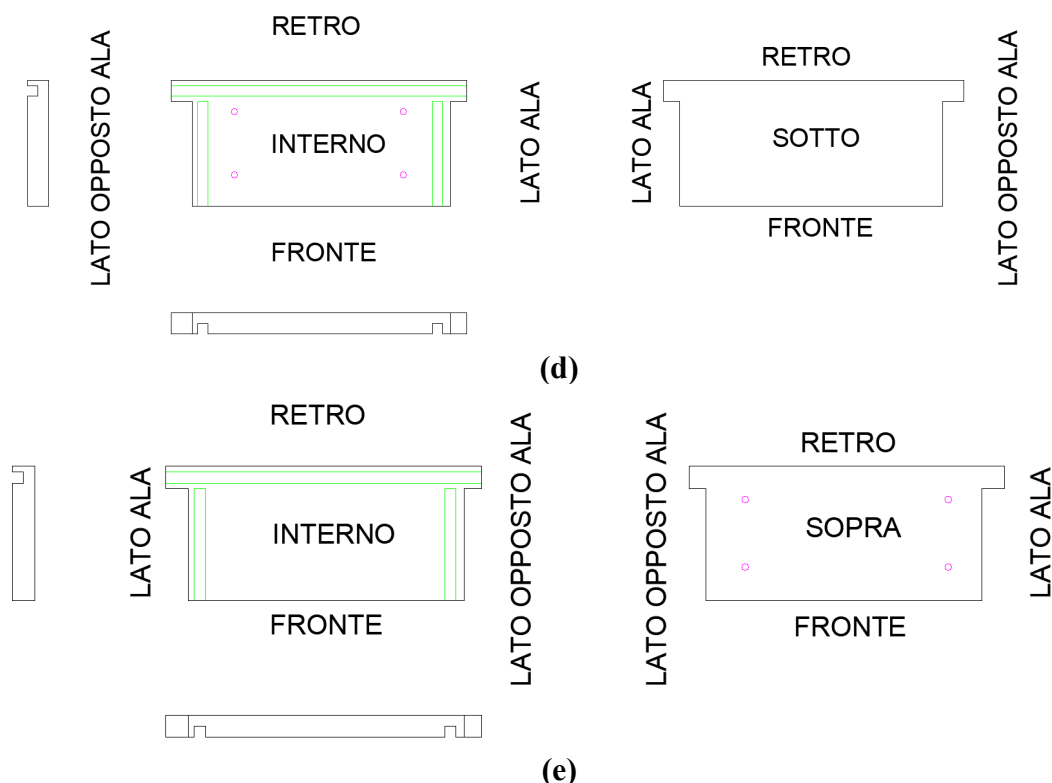 RETRO
LATO OPPOSTO ALA
INTERNO
LATO ALA
FRONTE
RETRO
LATO ALA
SOTTO
LATO OPPOSTO ALA
FRONTE
(d)
RETRO
LATO ALA
INTERNO
LATO OPPOSTO ALA
FRONTE
RETRO
LATO OPPOSTO ALA
SOPRA
LATO ALA
FRONTE
(e)